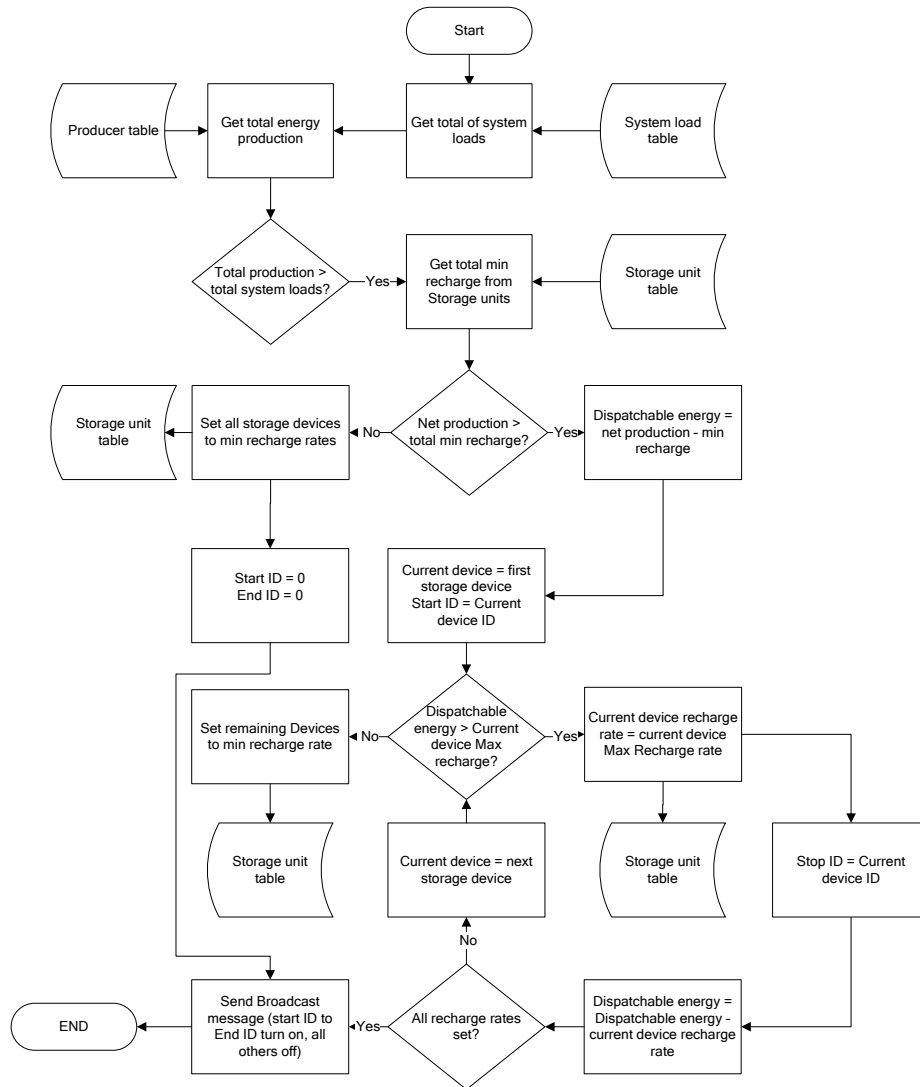 Start
Producer table
Get total energy
production
Get total of system
loads
System load
table
Total production >
total system loads?
Yes
Get total min
recharge from
Storage units
Storage unit
table
Storage unit
table
Set all storage devices
to min recharge rates
No
Net production >
total min recharge?
Yes
Dispatchable energy =
net production - min
recharge
Start ID = 0
End ID = 0
Current device = first
storage device
Start ID = Current
device ID
Set remaining Devices
to min recharge rate
No
Dispatchable
energy > Current
device Max
recharge?
Yes
Current device recharge
rate = current device
Max Recharge rate
Storage unit
table
Current device = next
storage device
Storage unit
table
Stop ID = Current
device ID
No
END
Send Broadcast
message (start ID to
End ID turn on, all
others off)
Yes
All recharge rates
set?
Dispatchable energy =
Dispatchable energy -
current device recharge
rate